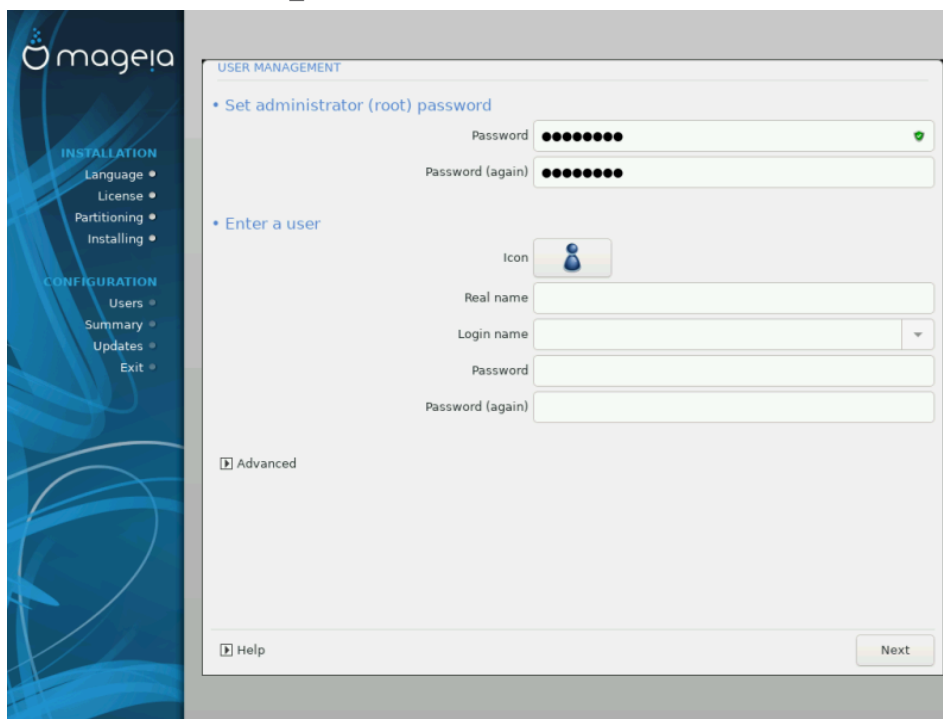 mageia
INSTALLATION
Language
License
Partitioning
Installing
CONFIGURATION
Users
Summary
Updates
Exit
USER MANAGEMENT
• Set administrator (root) password
Password ●●●●●●●●
Password (again) ●●●●●●●●
• Enter a user
Icon
Real name
Login name
Password
Password (again)
Advanced
Help
Next